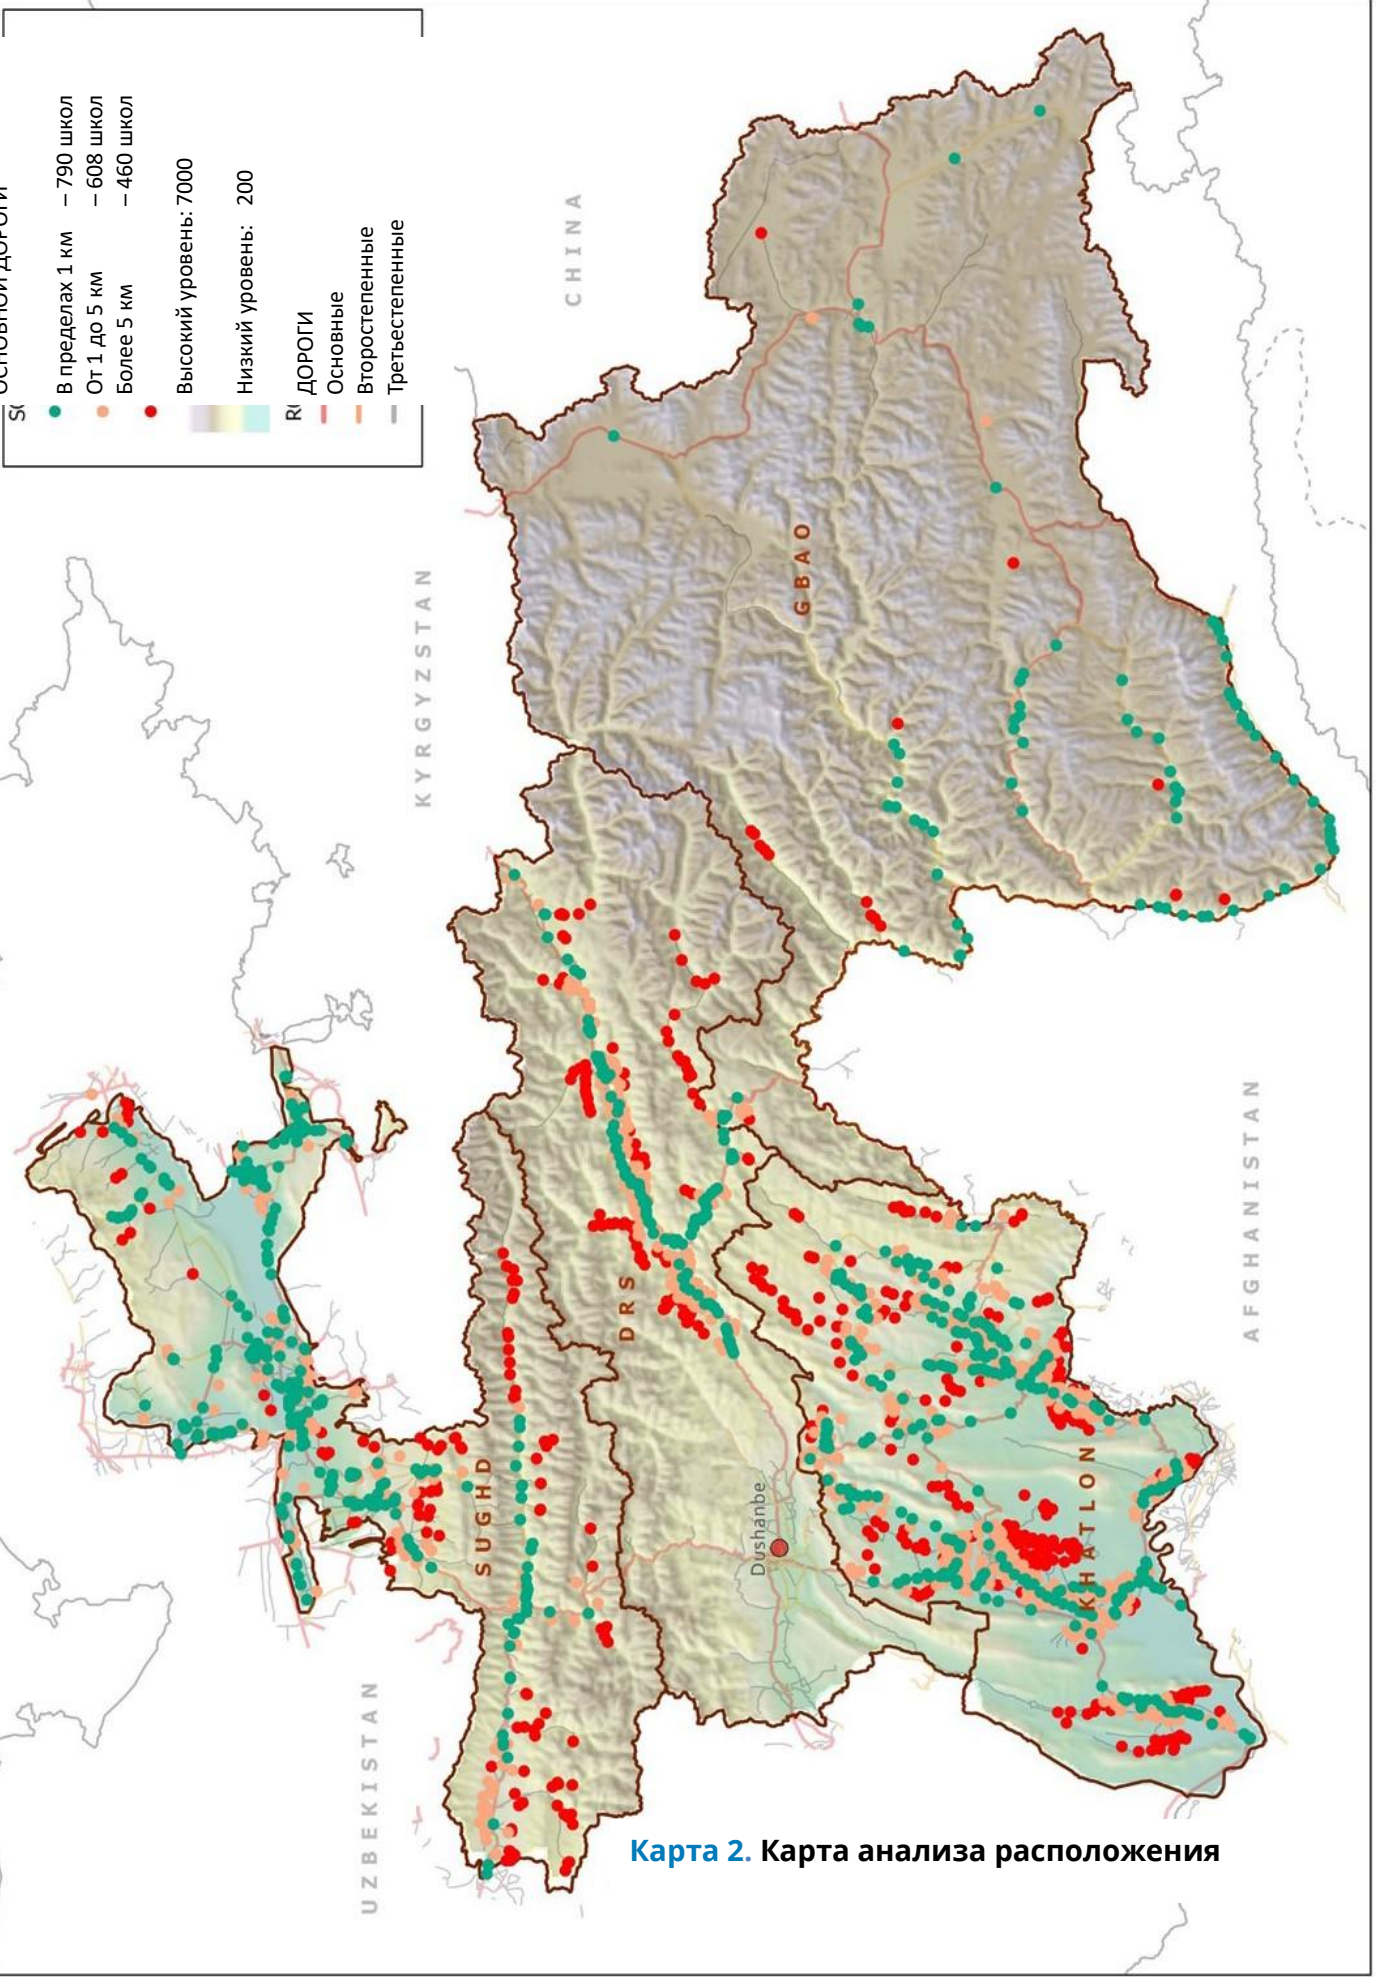 ОСНОВНОЙ ДОРОГИ
В пределах 1 км – 790 школ
От 1 до 5 км – 608 школ
Более 5 км – 460 школ
Высокий уровень: 7000
Низкий уровень: 200
ДОРОГИ
Основные
Второстепенные
Третьестепенные
CHINA
KYRGYZSTAN
GBAO
DRS
SUGHD
Dushanbe
KHATLON
AFGHANISTAN
UZBEKISTAN
Карта 2. Карта анализа расположения